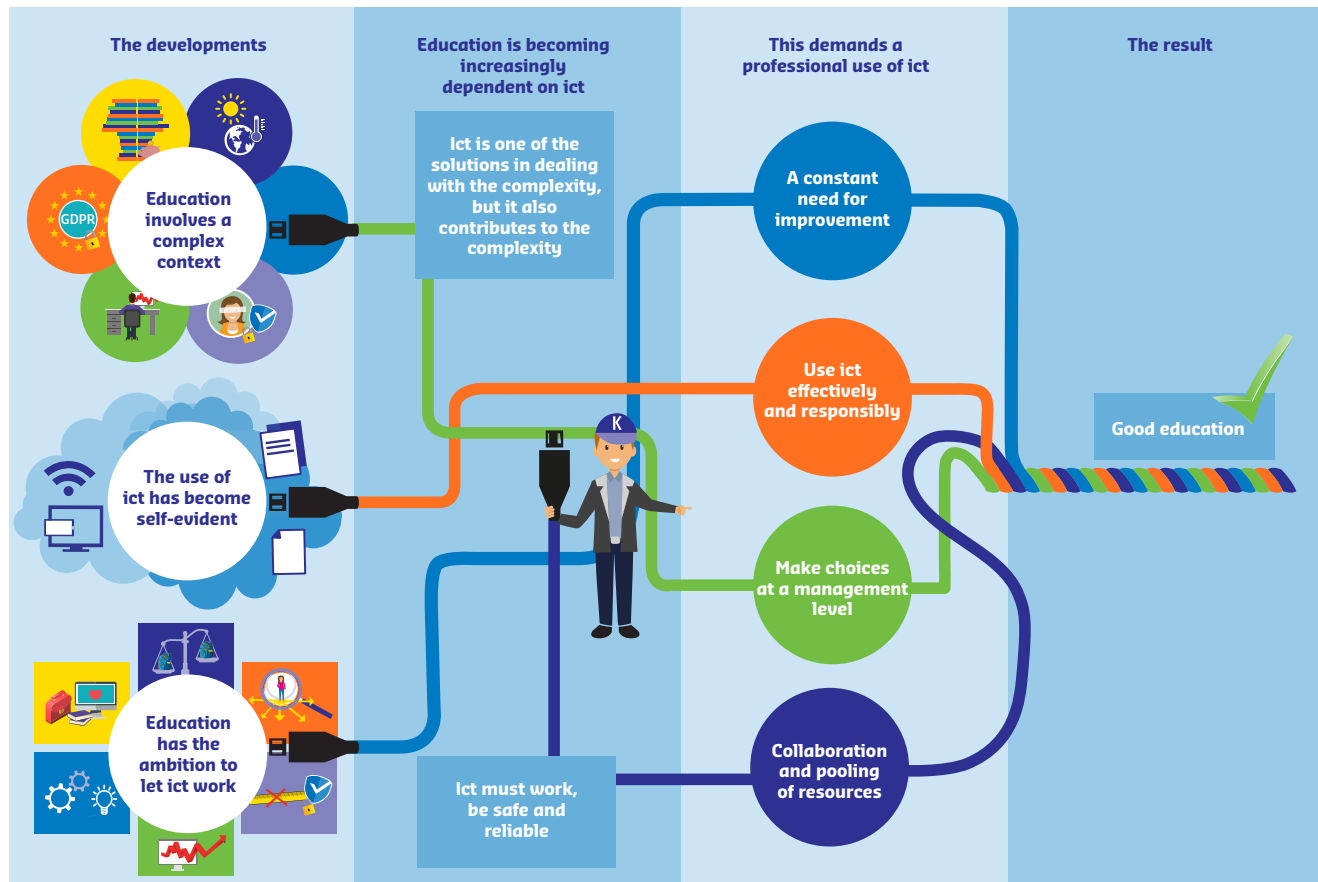 The developments
Education involves a
complex
context
GDPR
The use of
ict has become
self-evident
Education
has the
ambition to
let ict work
Education is becoming
increasingly
dependent on ict
Ict is one of the
solutions in dealing
with the complexity,
but it also
contributes to the
complexity
K
Ict must work,
be safe and
reliable
This demands a
professional use of ict
A constant
need for
improvement
Use ict
effectively
and responsibly
Make choices
at a management
level
Collaboration
and pooling
of resources
The result
Good education